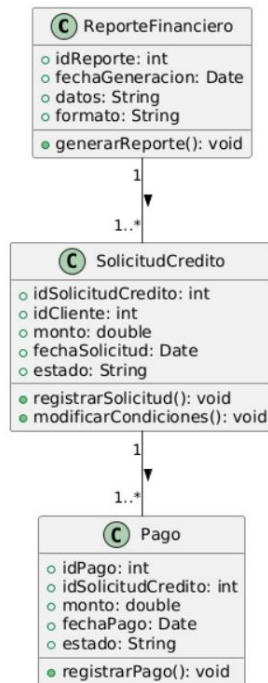 C ReporteFinanciero
idReporte: int
fechaGeneracion: Date
datos: String
formato: String
generarReporte(): void
1
1..*
C SolicitudCredito
idSolicitudCredito: int
idCliente: int
monto: double
fechaSolicitud: Date
estado: String
registrarSolicitud(): void
modificarCondiciones(): void
1
1..*
C Pago
idPago: int
idSolicitudCredito: int
monto: double
fechaPago: Date
estado: String
registrarPago(): void